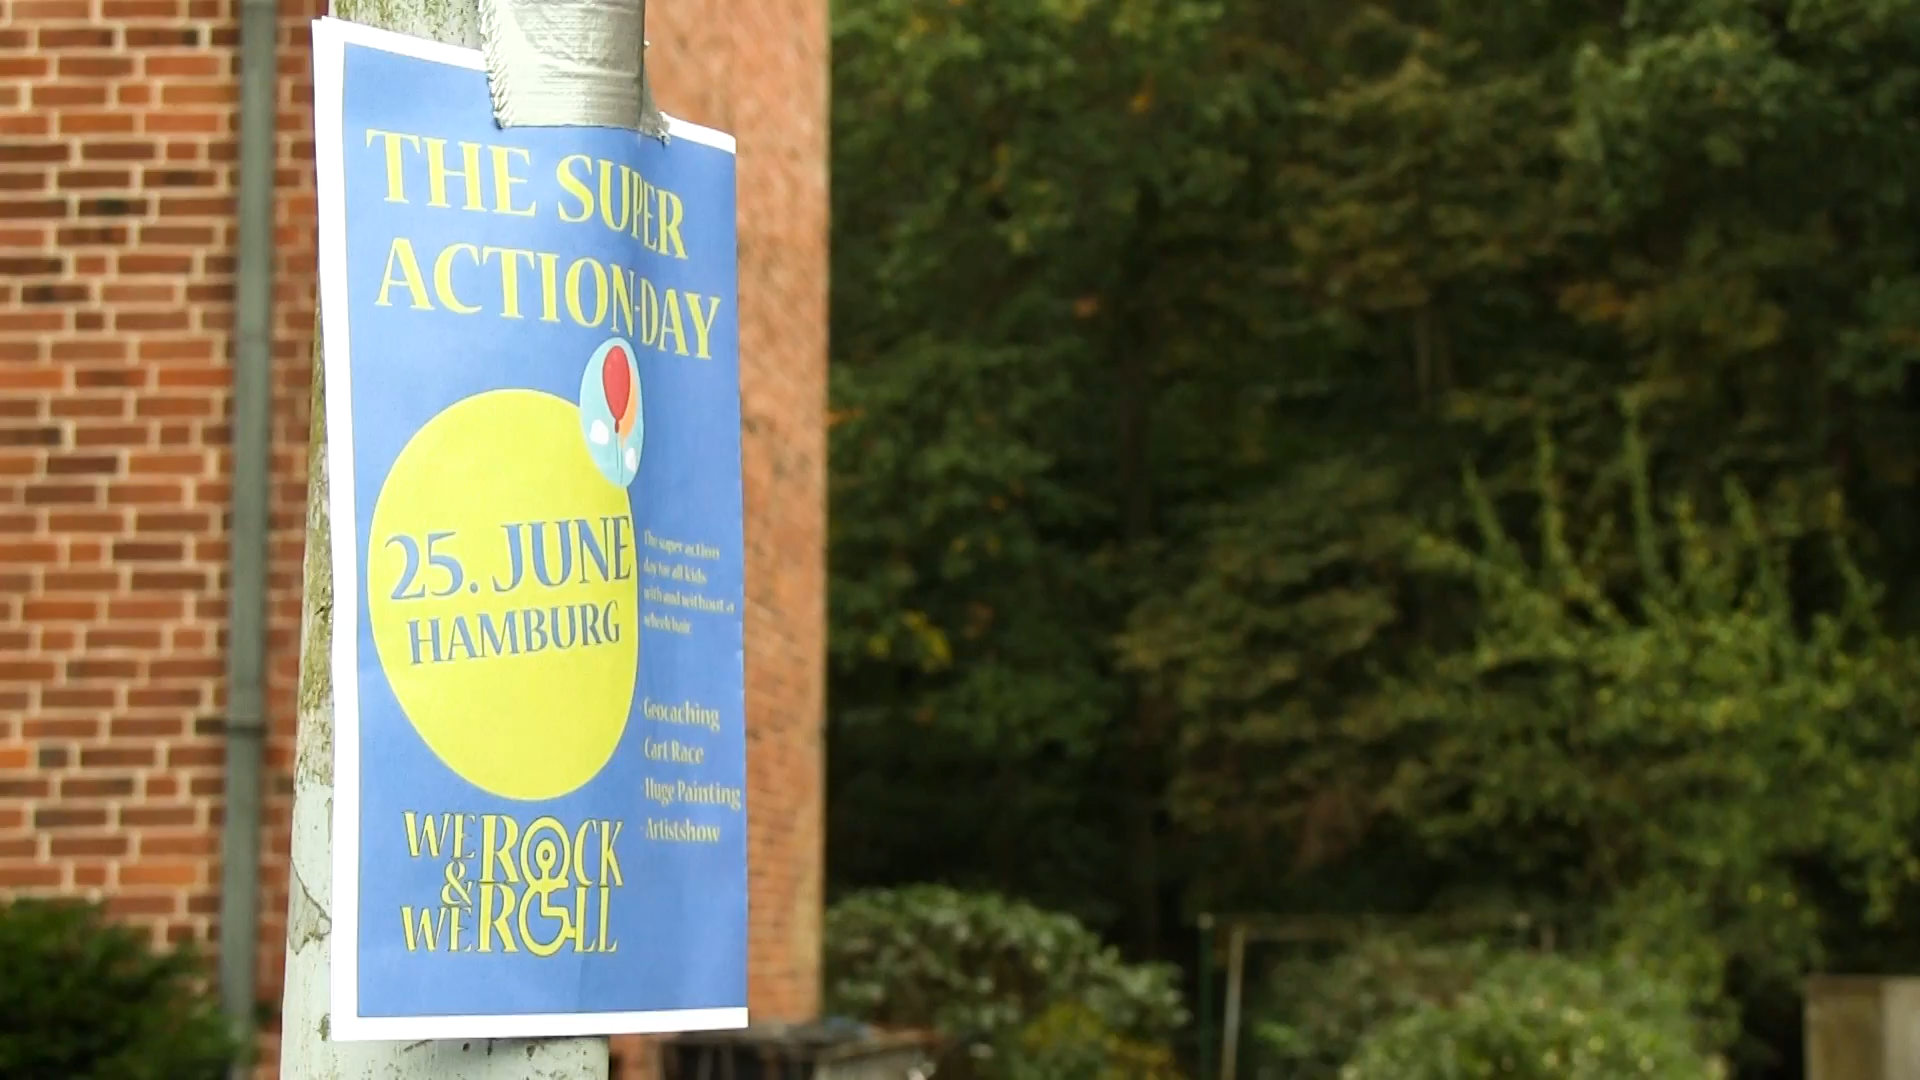 THE SUPER
ACTION-DAY
25. JUNE
HAMBURG
The super action
day for all kids
with and without a
wheelchair.
·Geocaching
·Cart Race
·Huge Painting
·Artistshow
WE ROCK
&
WE ROLL